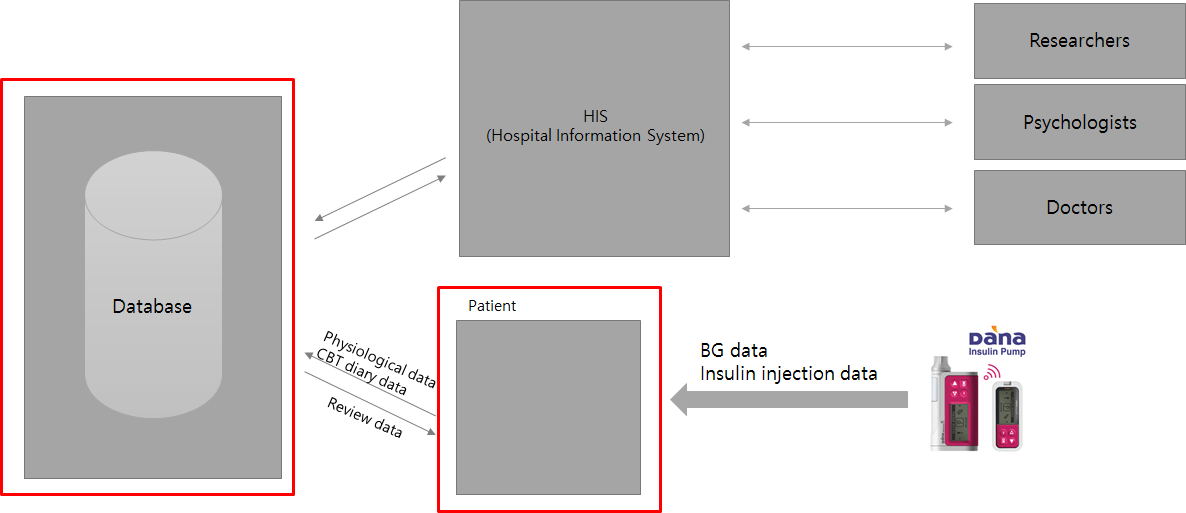 Researchers
HIS
(Hospital Information System)
Psychologists
Doctors
Database
Patient
Physiological data
CBT diary data
Review data
BG data
Insulin injection data
Dana
Insulin Pump